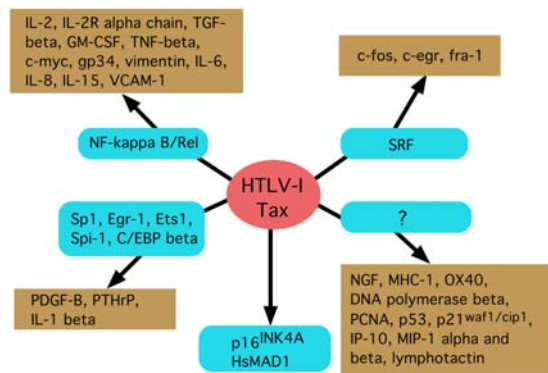 IL-2, IL-2R alpha chain, TGF-
beta, GM-CSF, TNF-beta,
c-myc, gp34, vimentin, IL-6,
IL-8, IL-15, VCAM-1
c-fos, c-egr, fra-1
NF-kappa B/Rel
SRF
HTLV-I
Tax
Sp1, Egr-1, Ets1,
Spi-1, C/EBP beta
?
PDGF-B, PTHrP,
IL-1 beta
p16INK4A
HsMAD1
NGF, MHC-1, OX40,
DNA polymerase beta,
PCNA, p53, p21waf1/cip1,
IP-10, MIP-1 alpha and
beta, lymphotactin